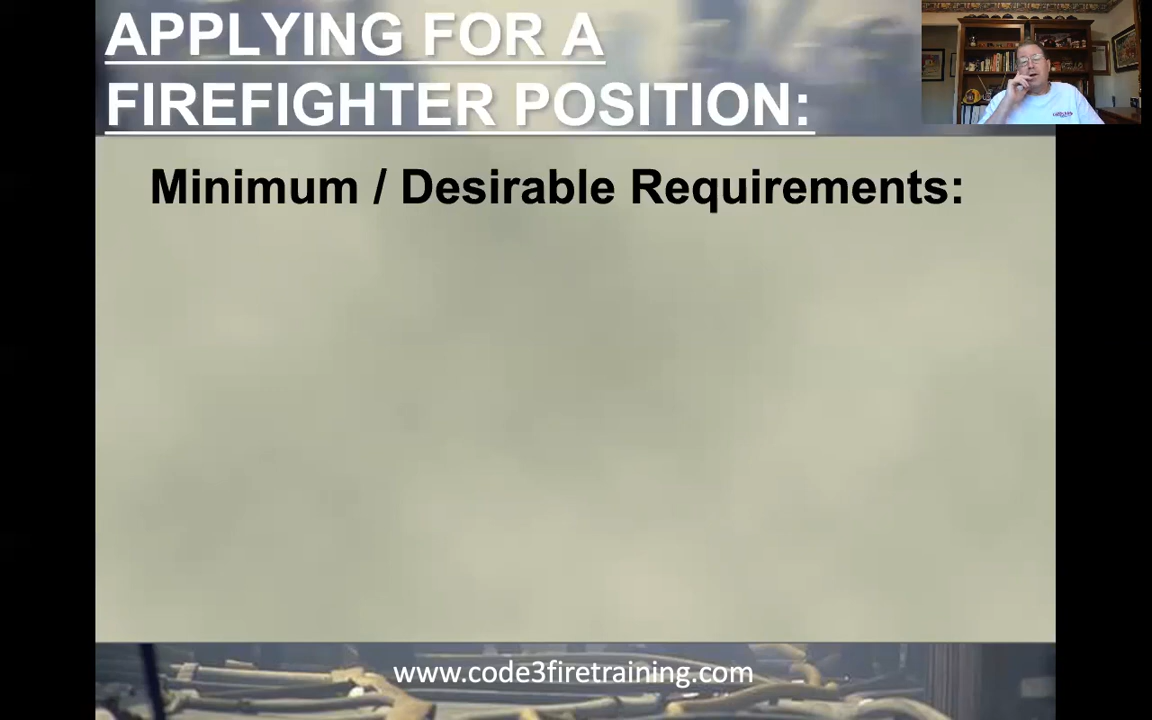 APPLYING FOR A
FIREFIGHTER POSITION:
Minimum / Desirable Requirements:
www.code3firetraining.com